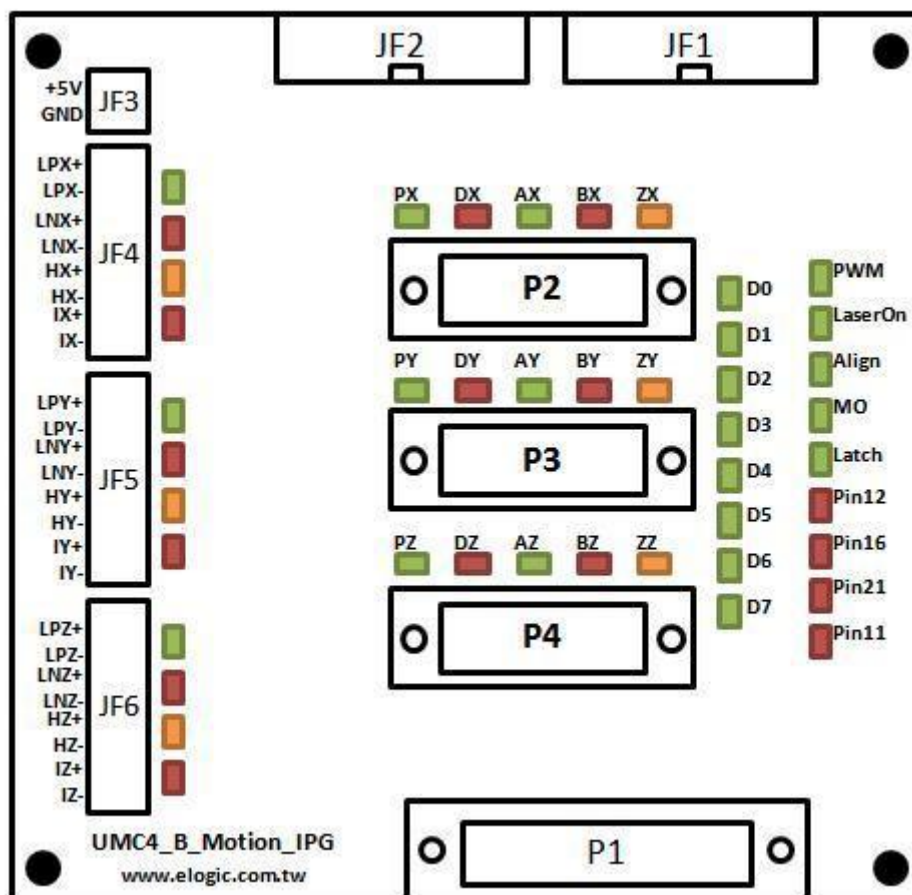 JF2 JF1
+5V
GND
JF3
LPX+
LPX-
LNX+
LNX-
HX+
HX-
IX+
IX-
JF4
PX DX AX BX ZX
P2
PY DY AY BY ZY
P3
PZ DZ AZ BZ ZZ
P4
D0
D1
D2
D3
D4
D5
D6
D7
PWM
LaserOn
Align
MO
Latch
Pin12
Pin16
Pin21
Pin11
LPY+
LPY-
LNY+
LNY-
HY+
HY-
IY+
IY-
JF5
LPZ+
LPZ-
LNZ+
LNZ-
HZ+
HZ-
IZ+
IZ-
JF6
UMC4_B_Motion_IPG
www.elogic.com.tw
P1